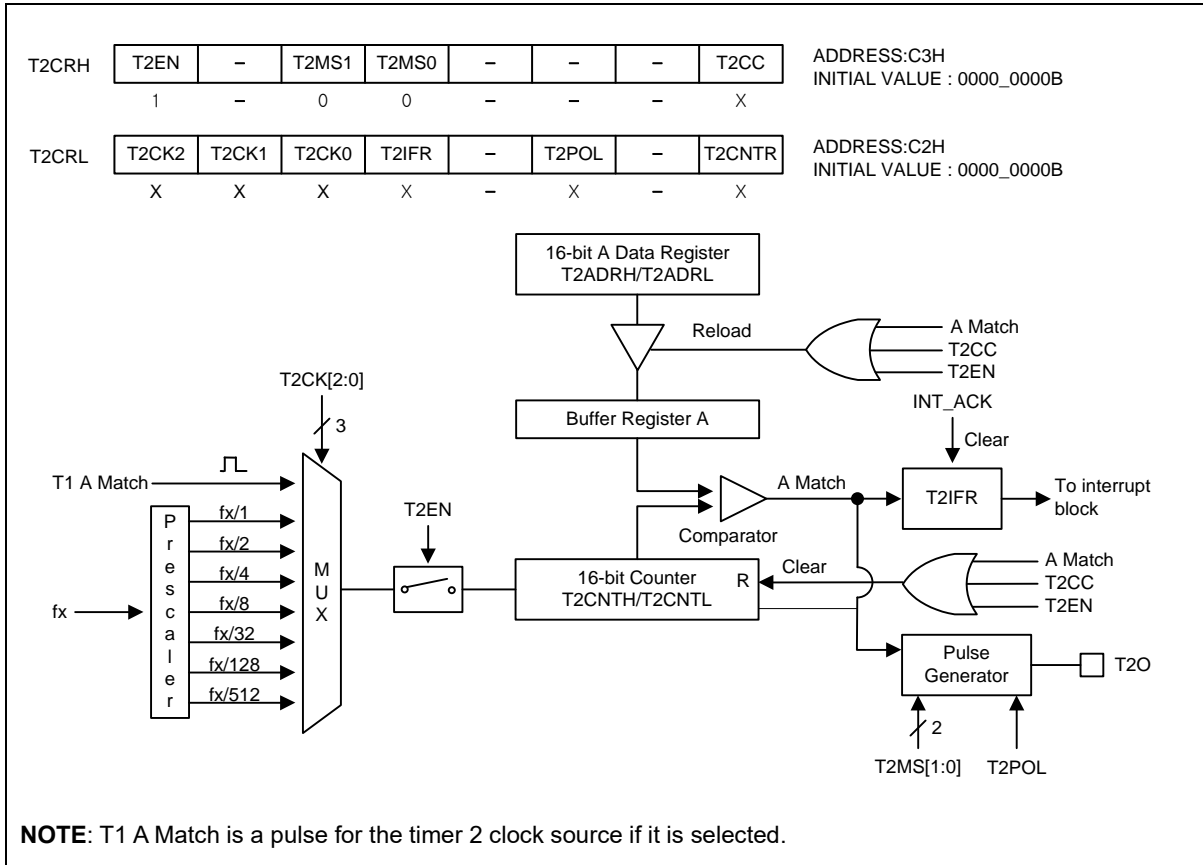 T2CRH T2EN – T2MS1 T2MS0 – – – T2CC ADDRESS:C3H
INITIAL VALUE : 0000_0000B
1 – 0 0 – – – X
T2CRL T2CK2 T2CK1 T2CK0 T2IFR – T2POL – T2CNTR ADDRESS:C2H
INITIAL VALUE : 0000_0000B
X X X X – X – X
16-bit A Data Register
T2ADRH/T2ADRL
Reload
A Match
T2CC
T2EN
T2CK[2:0]
3
Buffer Register A
INT_ACK
Clear
T1 A Match
A Match
T2IFR
To interrupt
block
Comparator
T2EN
fx
Prescaler
fx/1
fx/2
fx/4
fx/8
fx/32
fx/128
fx/512
MUX
16-bit Counter
T2CNTH/T2CNTL
R
Clear
A Match
T2CC
T2EN
Pulse
Generator
T2O
2
T2MS[1:0]
T2POL
NOTE: T1 A Match is a pulse for the timer 2 clock source if it is selected.